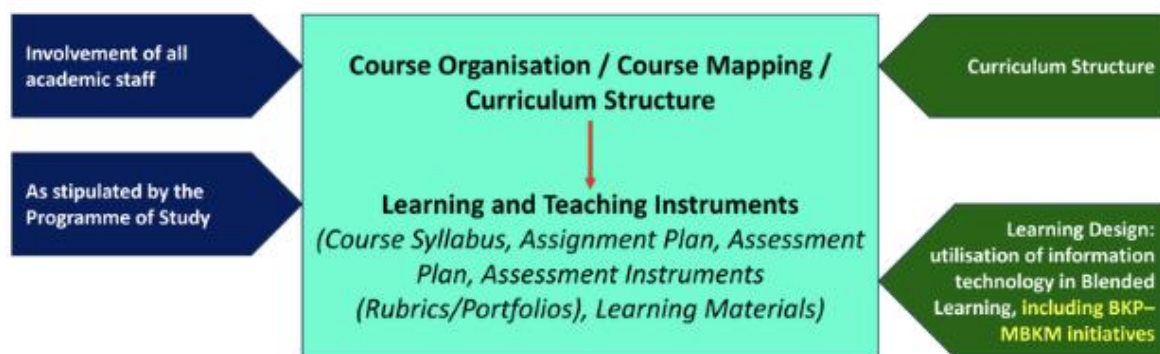 Involvement of all
academic staff
As stipulated by the
Programme of Study
Course Organisation / Course Mapping /
Curriculum Structure
Learning and Teaching Instruments
(Course Syllabus, Assignment Plan, Assessment
Plan, Assessment Instruments
(Rubrics/Portfolios), Learning Materials)
Curriculum Structure
Learning Design:
utilisation of information
technology in Blended
Learning, including BKP–
MBKM initiatives